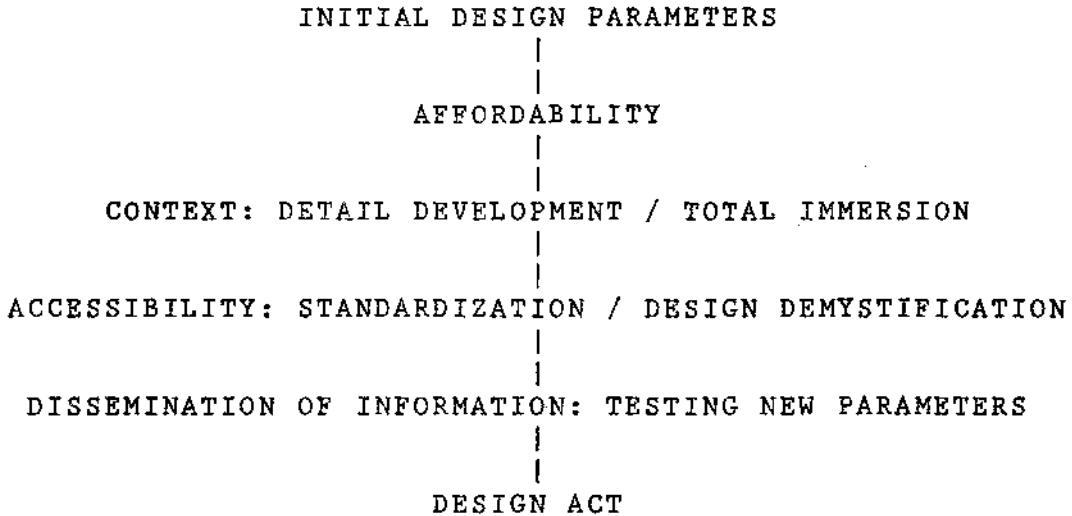 INITIAL DESIGN PARAMETERS
AFFORDABILITY
CONTEXT: DETAIL DEVELOPMENT / TOTAL IMMERSION
ACCESSIBILITY: STANDARDIZATION / DESIGN DEMYSTIFICATION
DISSEMINATION OF INFORMATION: TESTING NEW PARAMETERS
DESIGN ACT